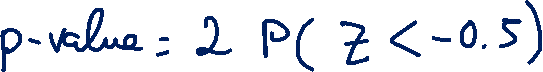 p-value = 2 P( Z < -0.5)